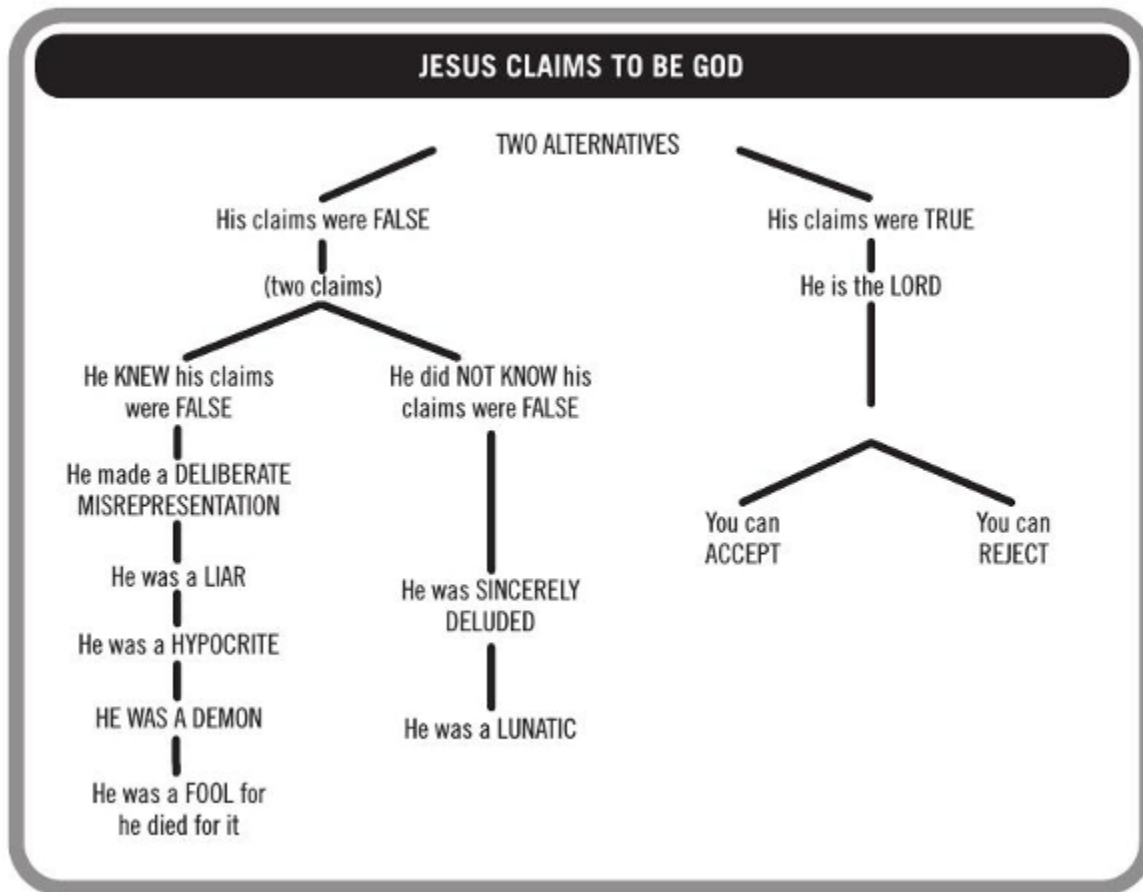 JESUS CLAIMS TO BE GOD
TWO ALTERNATIVES
His claims were FALSE
(two claims)
He KNEW his claims
were FALSE
He made a DELIBERATE
MISREPRESENTATION
He was a LIAR
He was a HYPOCRITE
HE WAS A DEMON
He was a FOOL for
he died for it
He did NOT KNOW his
claims were FALSE
He was SINCERELY
DELUDED
He was a LUNATIC
His claims were TRUE
He is the LORD
You can
ACCEPT
You can
REJECT